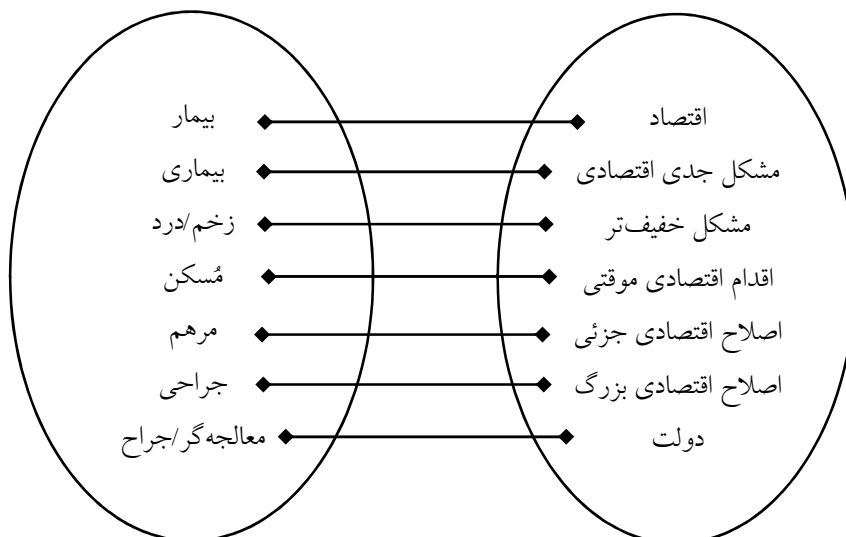 اقتصاد
بیمار
مشکل جدی اقتصادی
بیماری
مشکل خفیف‌تر
زخم/درد
اقدام اقتصادی موقتی
مُسکن
اصلاح اقتصادی جزئی
مرهم
اصلاح اقتصادی بزرگ
جراحی
دولت
معالجه‌گر/جراح